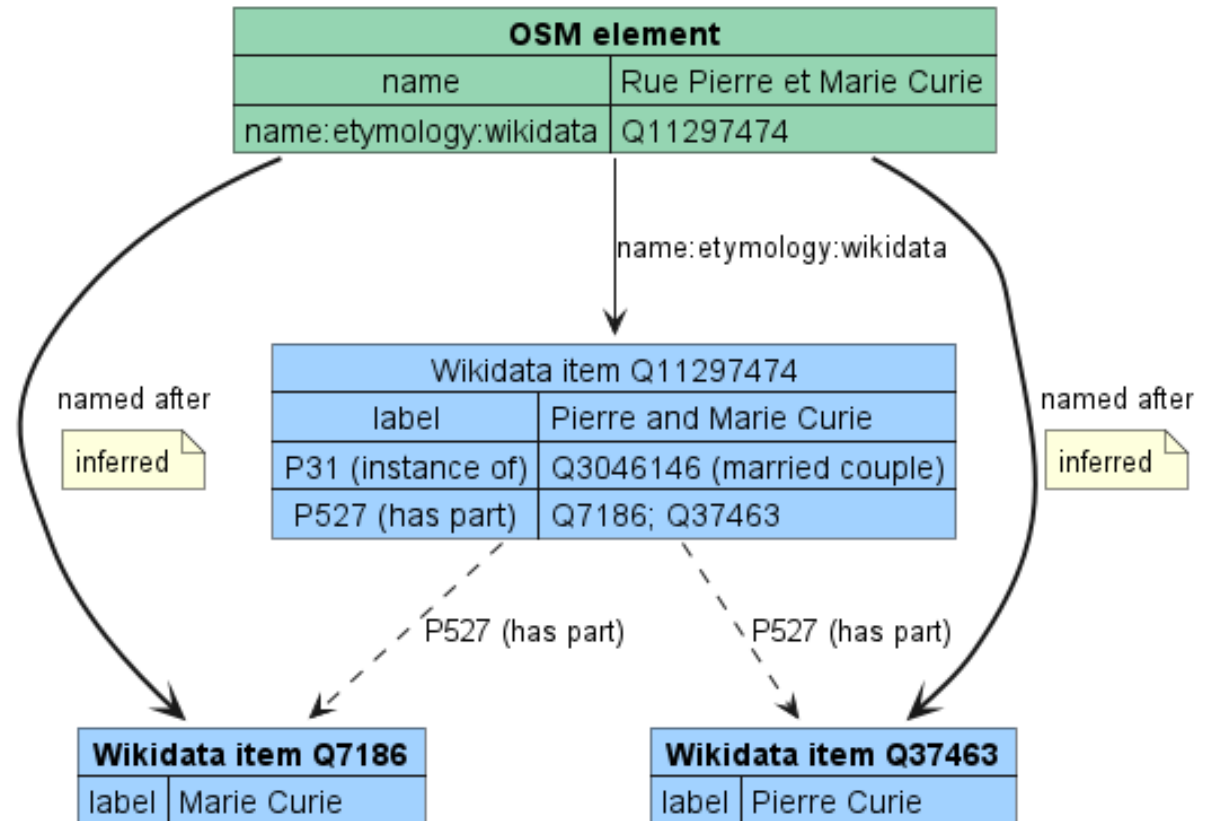 OSM element
name Rue Pierre et Marie Curie
name:etymology:wikidata Q11297474
name:etymology:wikidata
Wikidata item Q11297474
label Pierre and Marie Curie
P31 (instance of) Q3046146 (married couple)
P527 (has part) Q7186; Q37463
named after
inferred
named after
inferred
P527 (has part)
P527 (has part)
Wikidata item Q7186
label Marie Curie
Wikidata item Q37463
label Pierre Curie